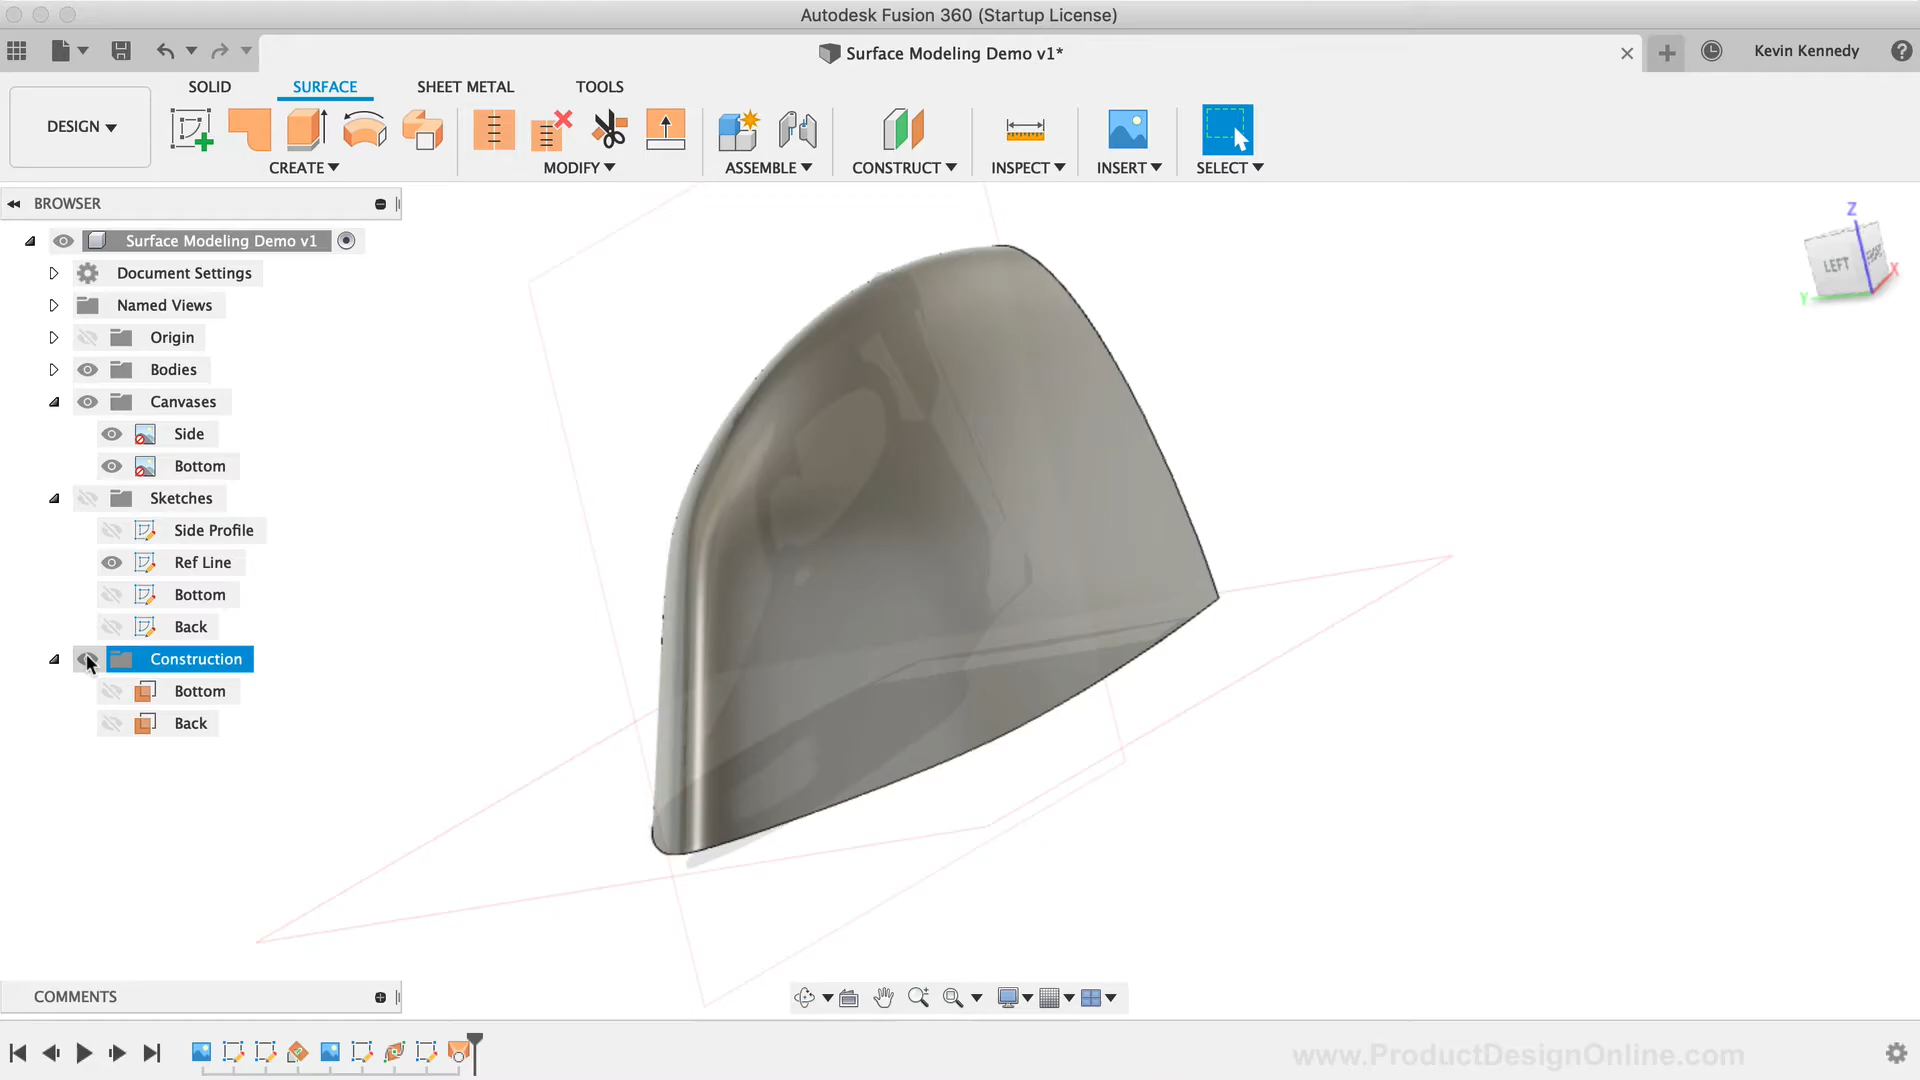 Autodesk Fusion 360 (Startup License)
Surface Modeling Demo v1*
Kevin Kennedy
SOLID SURFACE SHEET METAL TOOLS
DESIGN
CREATE MODIFY ASSEMBLE CONSTRUCT INSPECT INSERT SELECT
BROWSER
Surface Modeling Demo v1
Document Settings
Named Views
Origin
Bodies
Canvases
Side
Bottom
Sketches
Side Profile
Ref Line
Bottom
Back
Construction
Bottom
Back
Z
LEFT
X
Y
COMMENTS
www.ProductDesignOnline.com